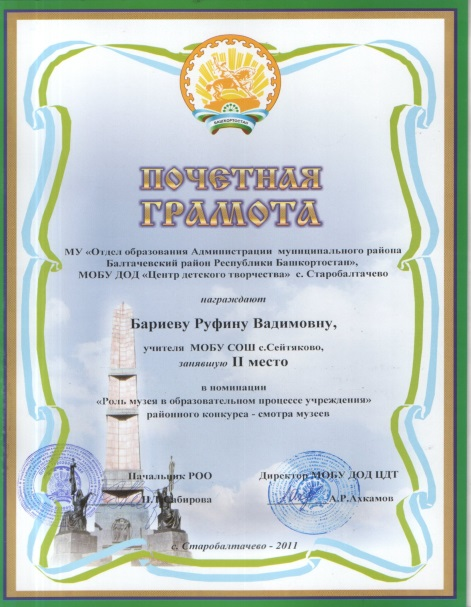 БАШКОРТОСТАН
ПОЧЕТНАЯ
ГРАМОТА
МУ «Отдел образования Администрации муниципального района
Балтачевский район Республики Башкортостан»,
МОБУ ДОД «Центр детского творчества» с. Старобалтачево
награждают
Бариеву Руфину Вадимовну,
учителя МОБУ СОШ с.Сейтяково,
занявшую II место
в номинации
«Роль музея в образовательном процессе учреждения»
районного конкурса - смотра музеев
Начальник РОО Директор МОБУ ДОД ЦДТ
Сабирова А.Р.Ахкамов
с. Старобалтачево - 2011